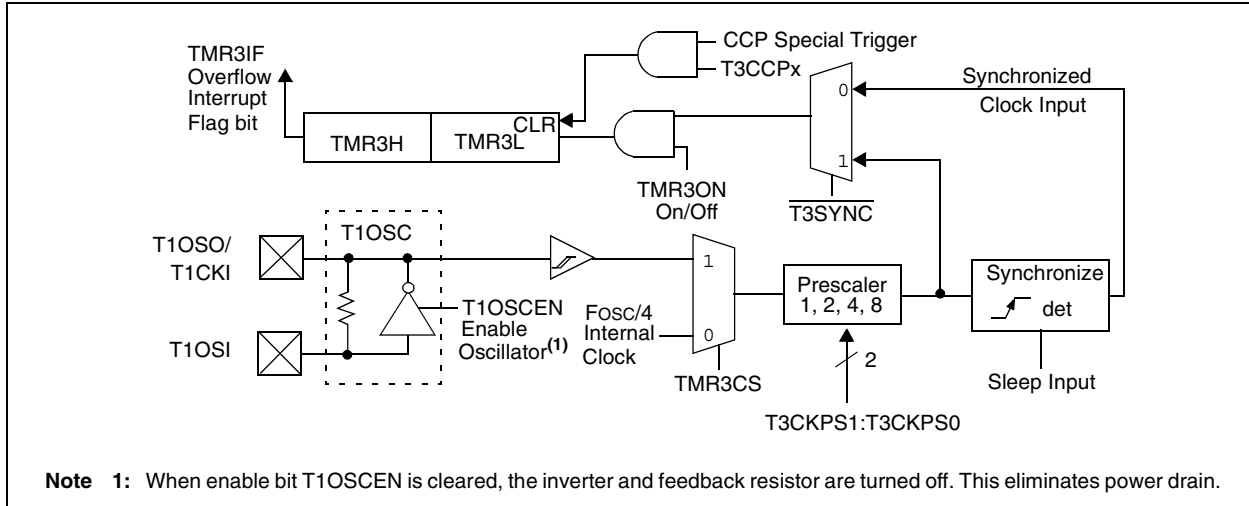 TMR3IF
Overflow
Interrupt
Flag bit
TMR3H
TMR3L
CLR
CCP Special Trigger
T3CCPx
0
1
Synchronized
Clock Input
TMR3ON
On/Off
T3SYNC
T1OSO/
T1CKI
T1OSI
T1OSC
T1OSCEN
Enable
Oscillator(1)
FOSC/4
Internal
Clock
1
0
TMR3CS
Prescaler
1, 2, 4, 8
2
T3CKPS1:T3CKPS0
Synchronize
det
Sleep Input
Note 1: When enable bit T1OSCEN is cleared, the inverter and feedback resistor are turned off. This eliminates power drain.